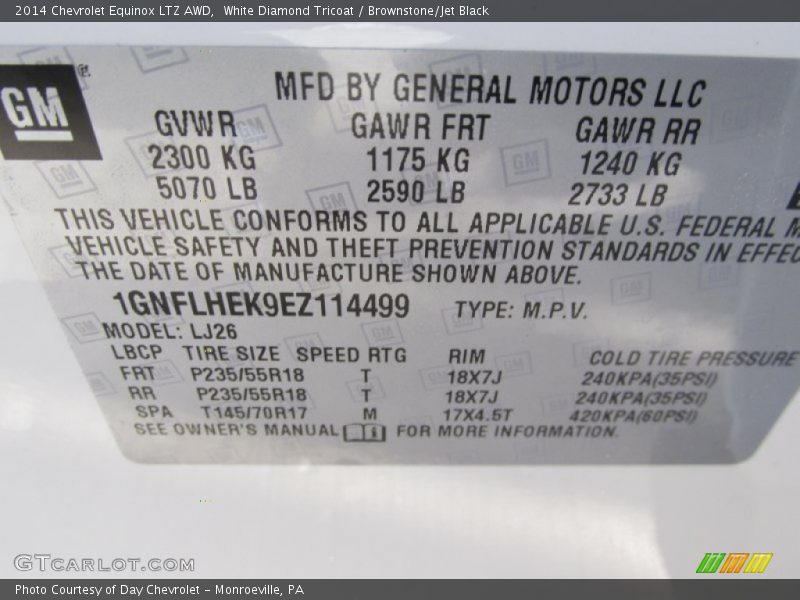 2014 Chevrolet Equinox LTZ AWD, White Diamond Tricoat / Brownstone/Jet Black
GM
®
MFD BY GENERAL MOTORS LLC
GVWR GAWR FRT GAWR RR
2300 KG 1175 KG 1240 KG
5070 LB 2590 LB 2733 LB
THIS VEHICLE CONFORMS TO ALL APPLICABLE U.S. FEDERAL M
VEHICLE SAFETY AND THEFT PREVENTION STANDARDS IN EFFEC
THE DATE OF MANUFACTURE SHOWN ABOVE.
1GNFLHEK9EZ114499 TYPE: M.P.V.
MODEL: LJ26
LBCP TIRE SIZE SPEED RTG RIM COLD TIRE PRESSURE
FRT P235/55R18 T 18X7J 240KPA(35PSI)
RR P235/55R18 T 18X7J 240KPA(35PSI)
SPA T145/70R17 M 17X4.5T 420KPA(60PSI)
SEE OWNER'S MANUAL FOR MORE INFORMATION.
GTCARLOT.COM
Photo Courtesy of Day Chevrolet - Monroeville, PA